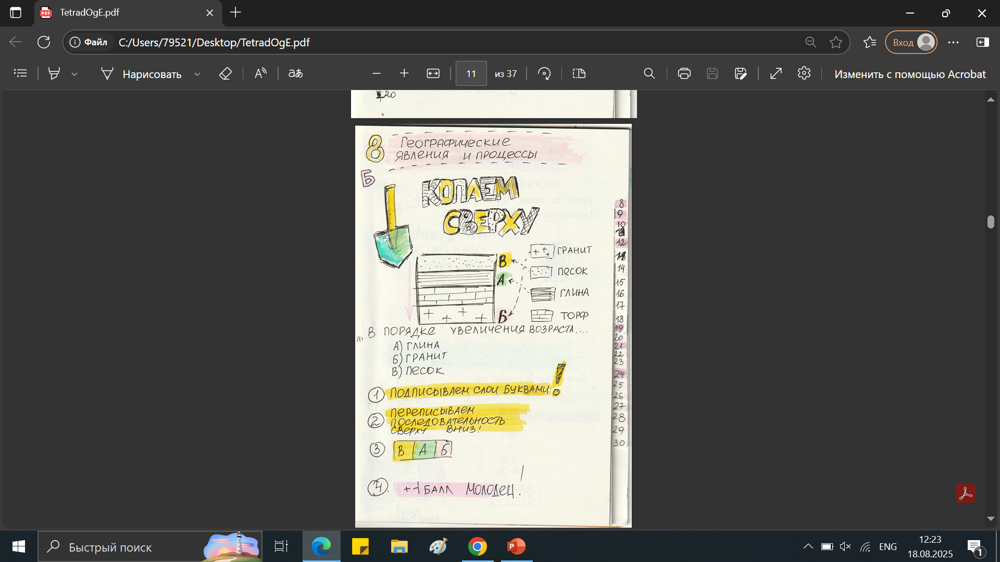 TetradOgE.pdf
Файл
C:/Users/79521/Desktop/TetradOgE.pdf
Вход
Нарисовать
11
из 37
Изменить с помощью Acrobat
20
8 Географические
явления и процессы
Б
КОПАЕМ
СВЕРХУ
В
ГРАНИТ
А
ПЕСОК
ГЛИНА
Б
ТОРФ
В ПОРЯДКЕ УВЕЛИЧЕНИЯ ВОЗРАСТА....
А) ГЛИНА
Б) ГРАНИТ
В) ПЕСОК
1 ПОДПИСЫВАЕМ СЛОИ БУКВАМИ!
2 ПЕРЕПИСЫВАЕМ
ПОСЛЕДОВАТЕЛЬНОСТЬ
СВЕРХУ ВНИЗ!
3 В А Б
4. +1 БАЛЛ МОЛОДЕЦ!
8
9
10
12
14
15
16
17
18
19
20
21
22
23
24
25
26
27
28
29
30
Быстрый поиск
ENG
12:23
18.08.2025
1